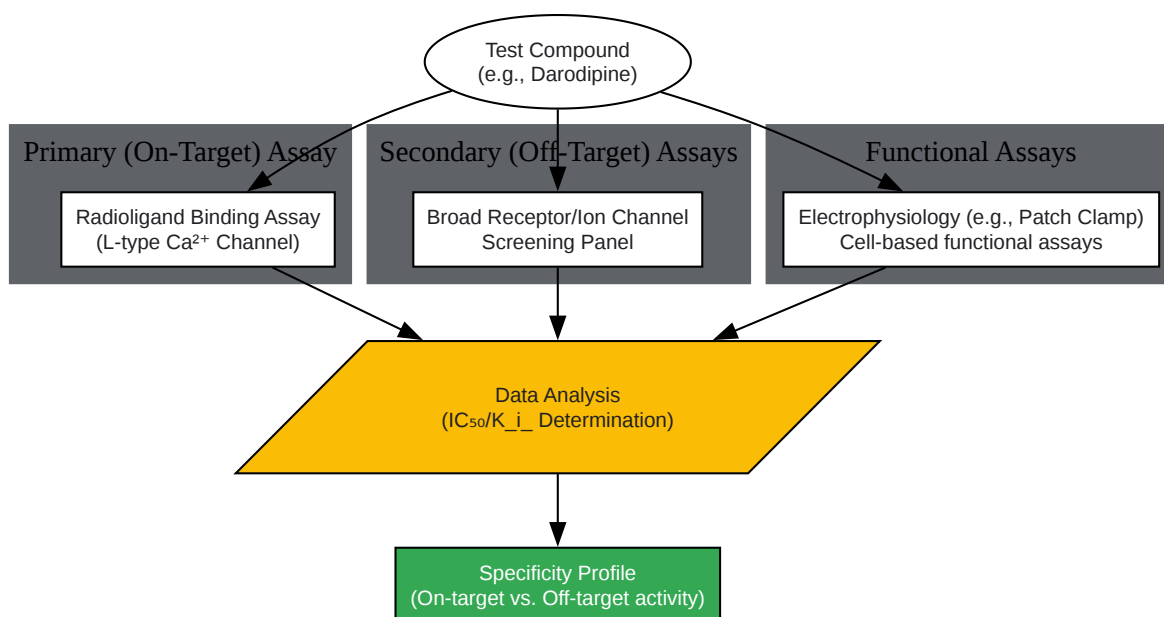 Test Compound
(e.g., Darodipine)
Primary (On-Target) Assay
Secondary (Off-Target) Assays
Functional Assays
Radioligand Binding Assay
(L-type Ca²⁺ Channel)
Broad Receptor/Ion Channel
Screening Panel
Electrophysiology (e.g., Patch Clamp)
Cell-based functional assays
Data Analysis
(IC₅₀/K_i_ Determination)
Specificity Profile
(On-target vs. Off-target activity)